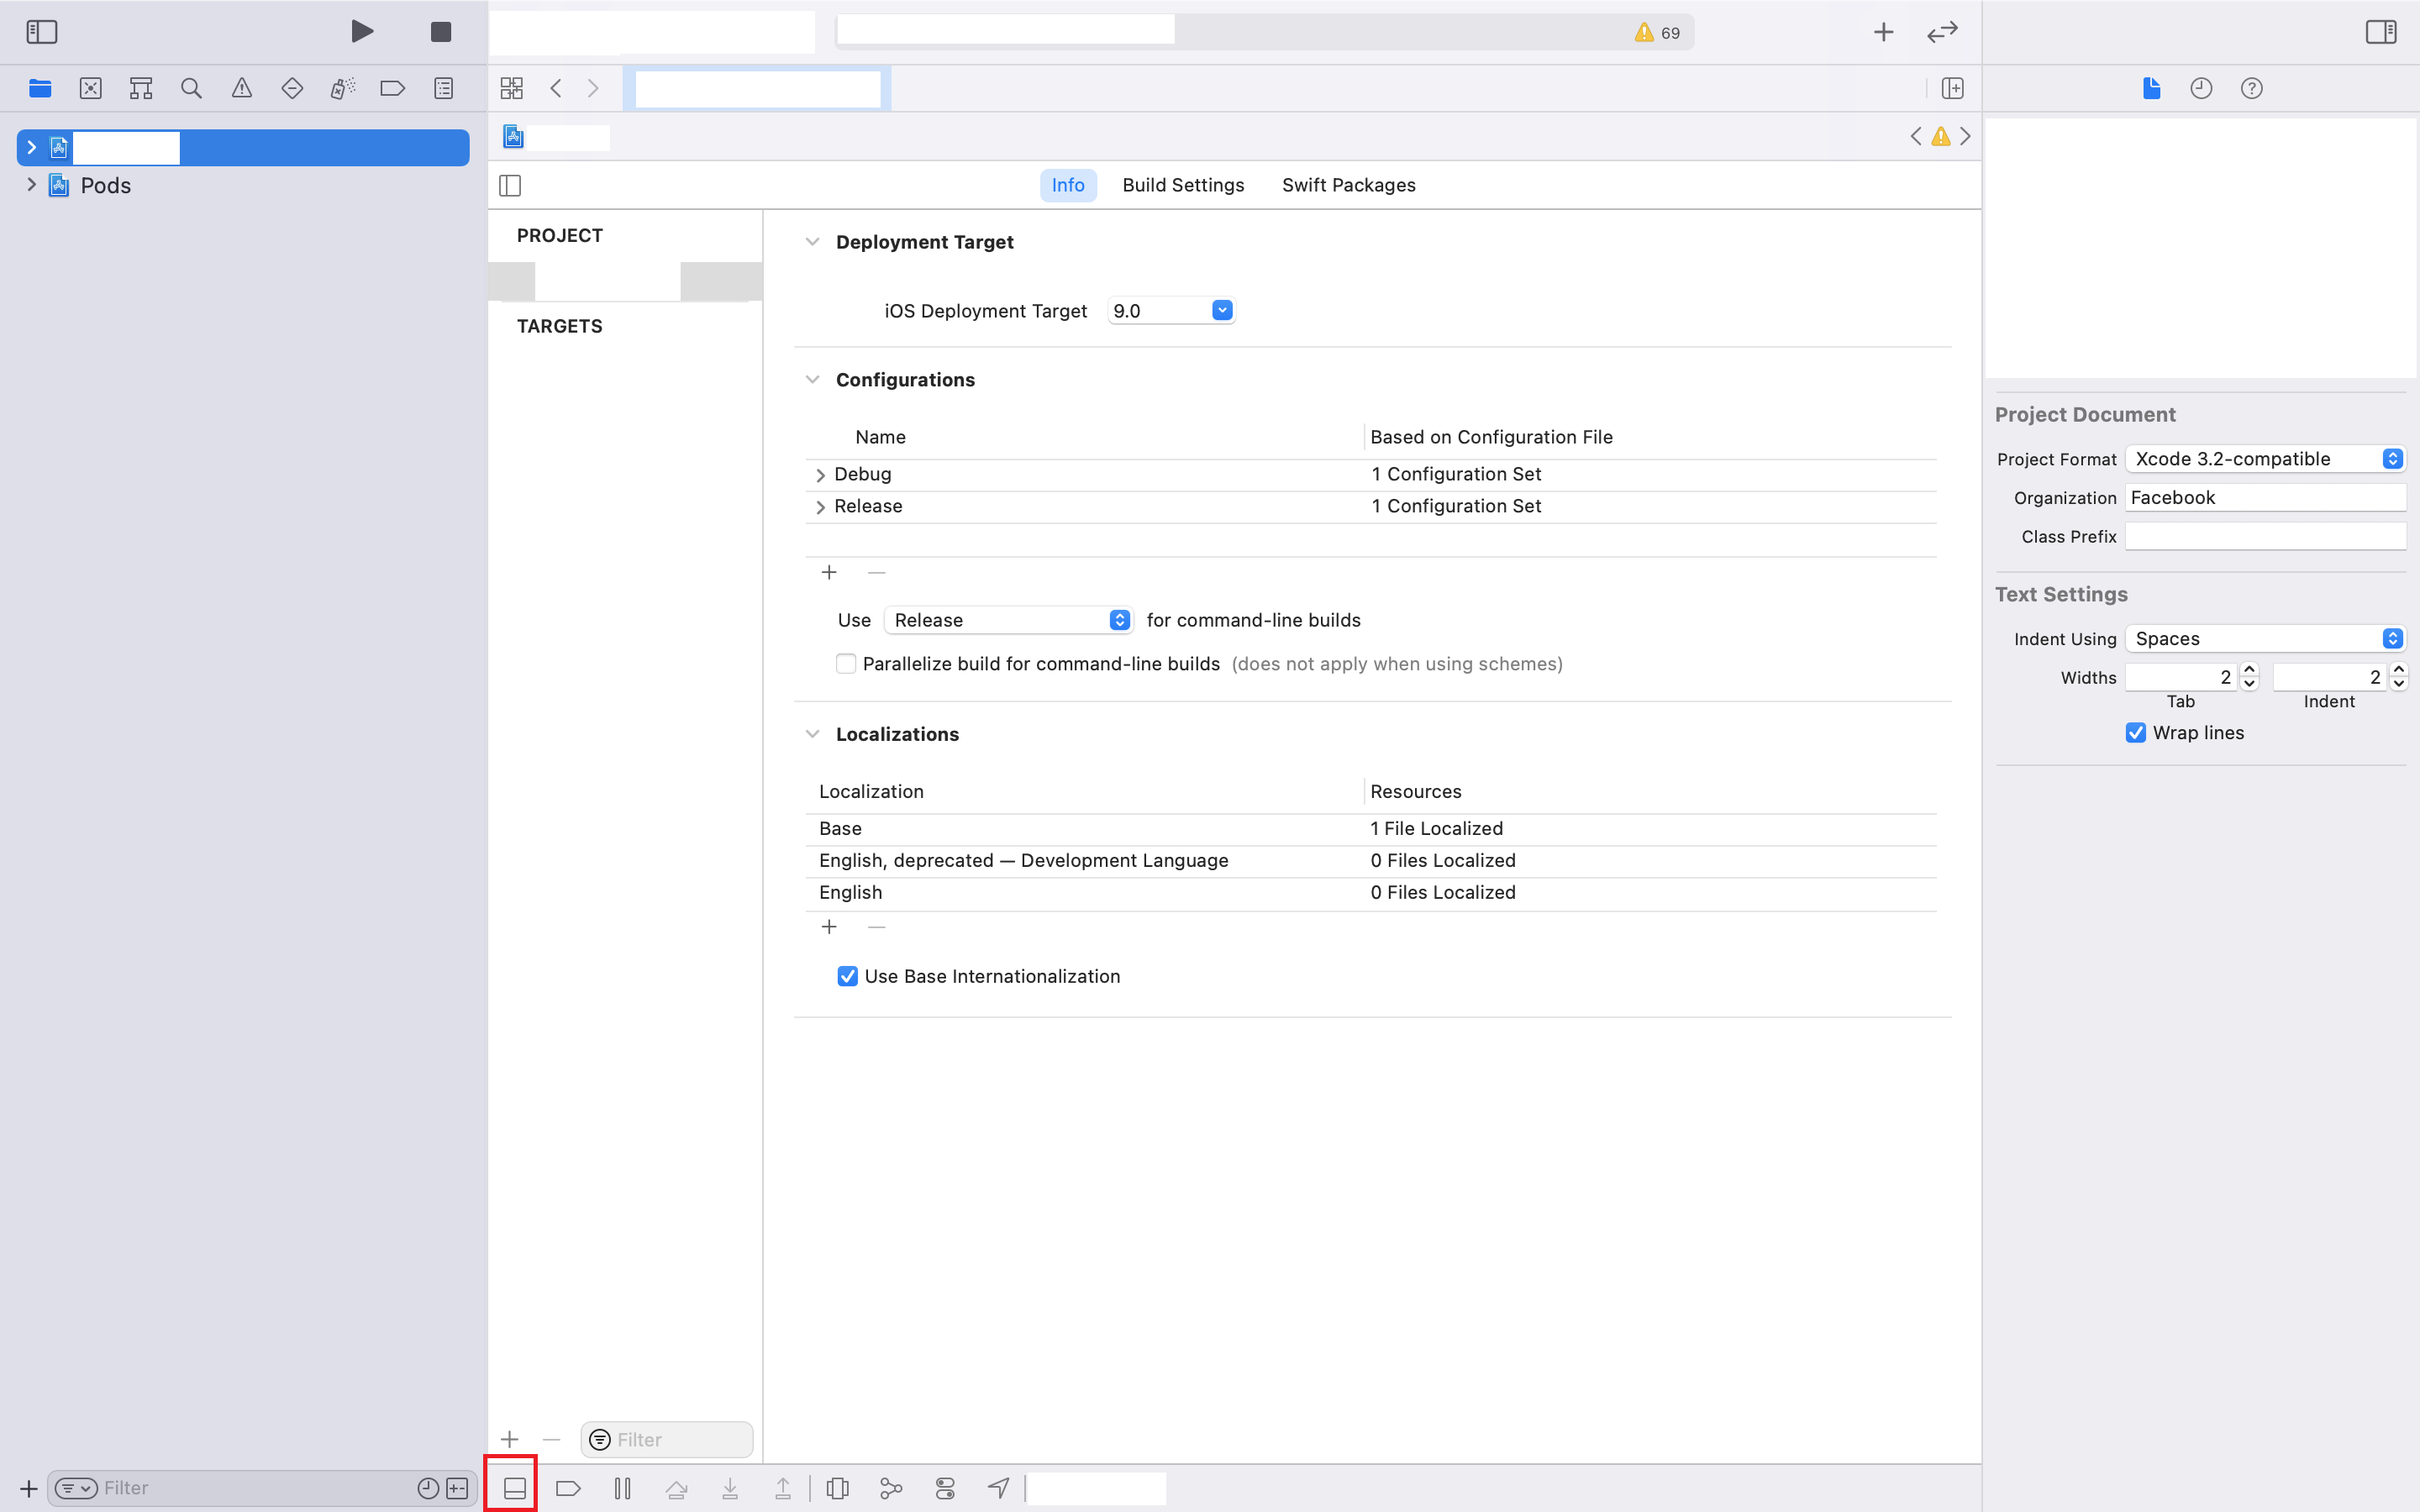 69
Pods
Info Build Settings Swift Packages
PROJECT
TARGETS
Filter
Deployment Target
iOS Deployment Target 9.0
Configurations
Name Based on Configuration File
Debug 1 Configuration Set
Release 1 Configuration Set
Use Release for command-line builds
Parallelize build for command-line builds (does not apply when using schemes)
Localizations
Localization Resources
Base 1 File Localized
English, deprecated — Development Language 0 Files Localized
English 0 Files Localized
Use Base Internationalization
Project Document
Project Format Xcode 3.2-compatible
Organization Facebook
Class Prefix
Text Settings
Indent Using Spaces
Widths 2 2
Tab Indent
Wrap lines
Filter